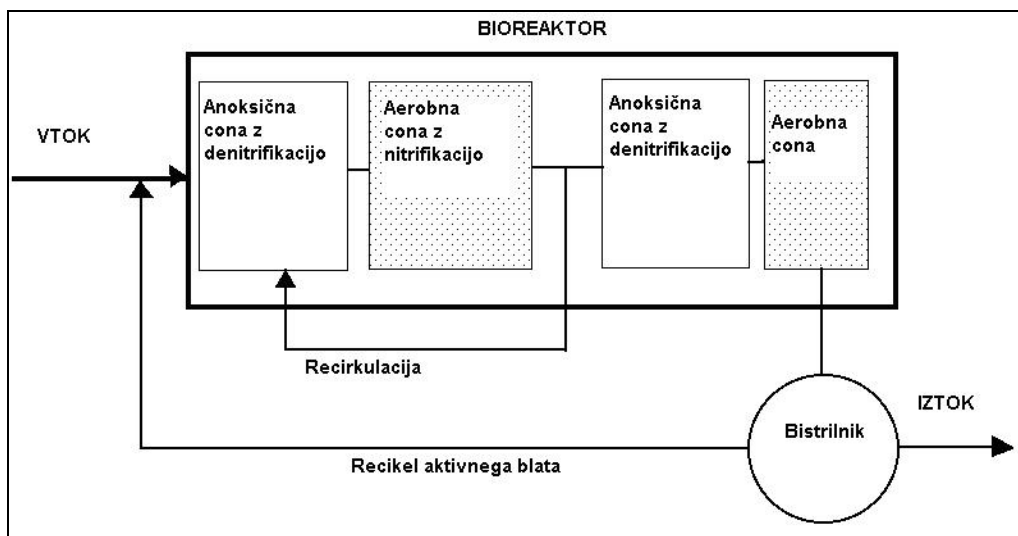 BIOREAKTOR
VTOK
Anoksična
cona z
denitrifikacijo
Aerobna
cona z
nitrifikacijo
Anoksična
cona z
denitrifikacijo
Aerobna
cona
Recirkulacija
Bistrilnik
IZTOK
Recikel aktivnega blata